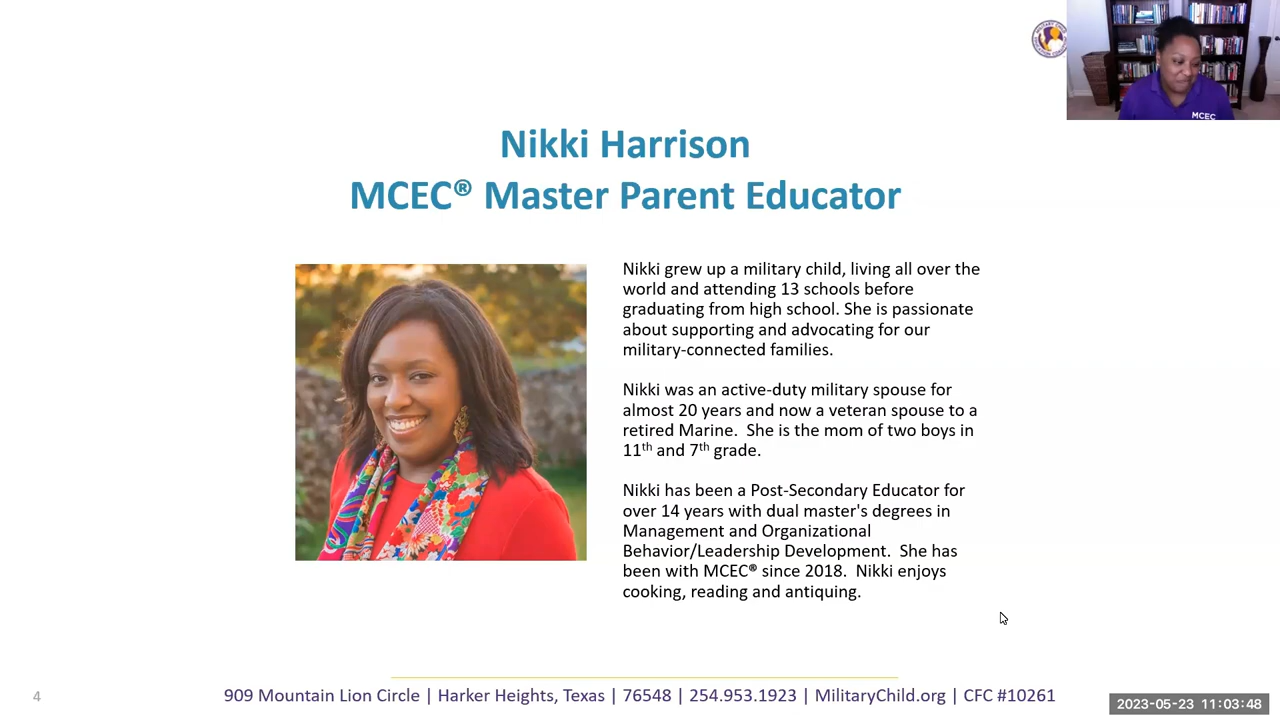 Nikki Harrison
MCEC® Master Parent Educator
MCEC
Nikki grew up a military child, living all over the
world and attending 13 schools before
graduating from high school. She is passionate
about supporting and advocating for our
military-connected families.
Nikki was an active-duty military spouse for
almost 20 years and now a veteran spouse to a
retired Marine.  She is the mom of two boys in
11th and 7th grade.
Nikki has been a Post-Secondary Educator for
over 14 years with dual master's degrees in
Management and Organizational
Behavior/Leadership Development.  She has
been with MCEC® since 2018.  Nikki enjoys
cooking, reading and antiquing.
4
909 Mountain Lion Circle | Harker Heights, Texas | 76548 | 254.953.1923 | MilitaryChild.org | CFC #10261
2023-05-23 11:03:48